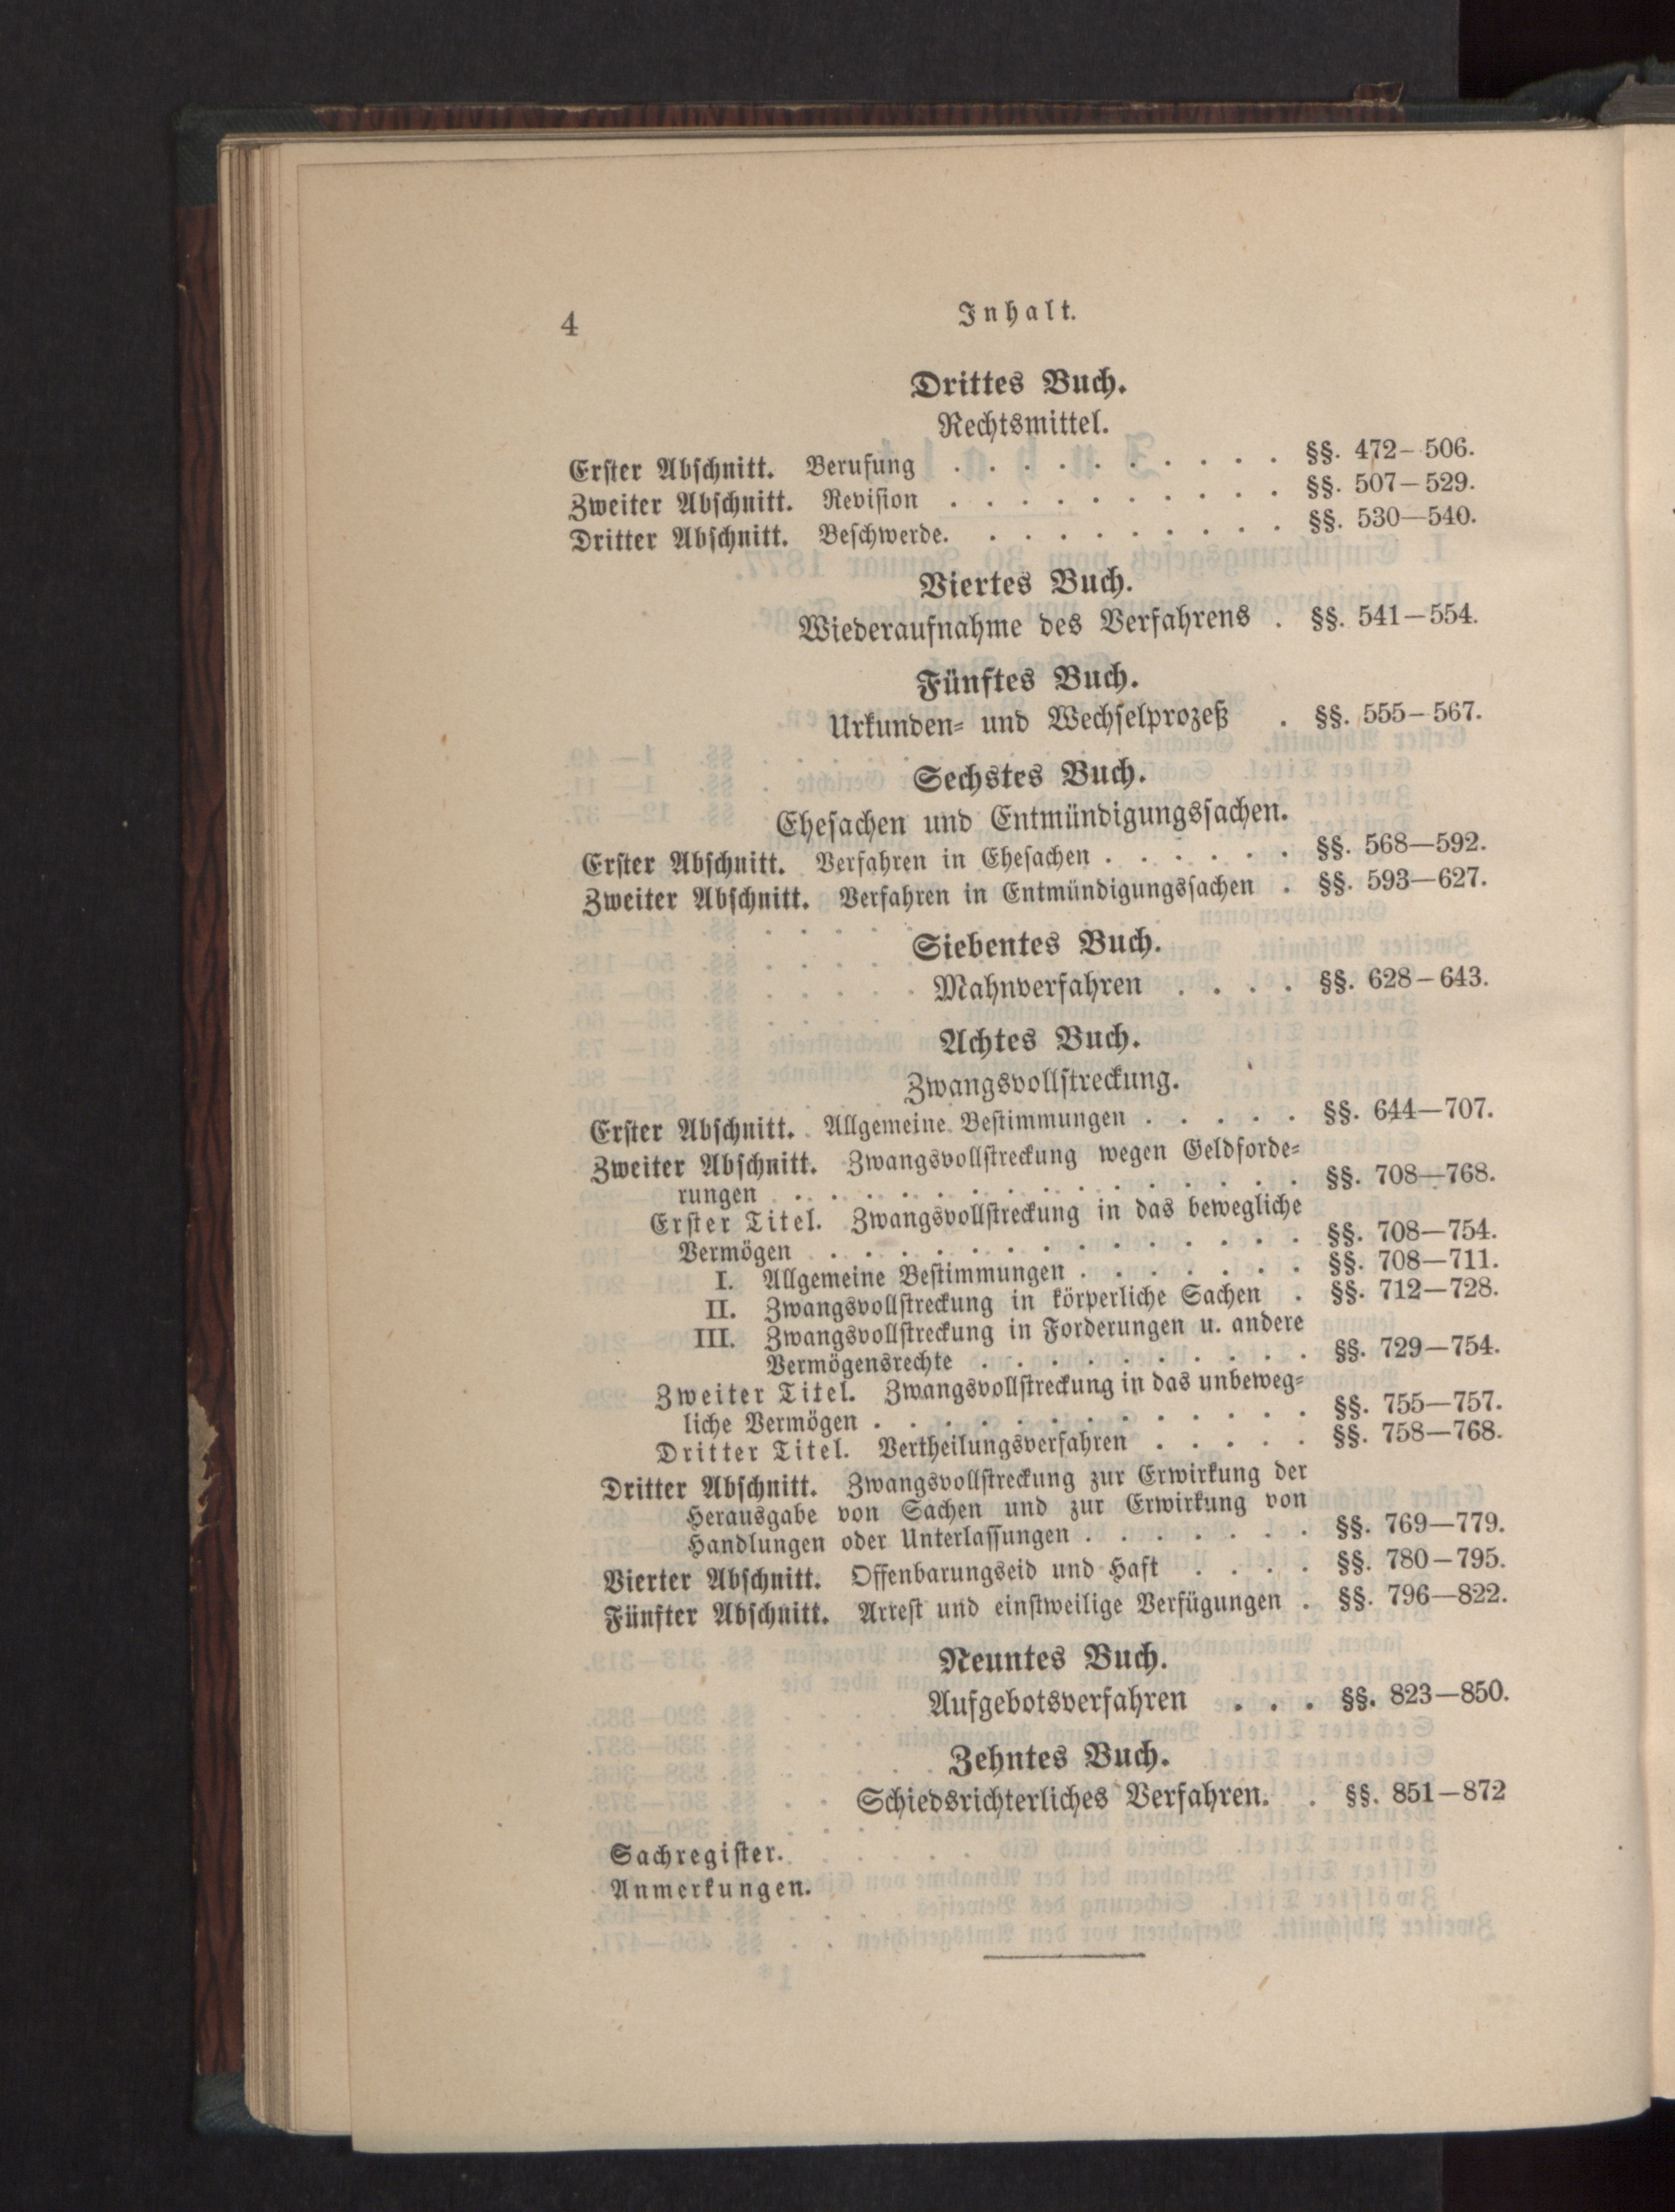 4
Inhalt.
Drittes Buch.
Rechtsmittel.
Erster Abschnitt. Berufung . . . . . . . . . . §§. 472–506.
Zweiter Abschnitt. Revision . . . . . . . . . . §§. 507–529.
Dritter Abschnitt. Beschwerde. . . . . . . . . . §§. 530—540.
Viertes Buch.
Wiederaufnahme des Verfahrens . §§. 541–554.
Fünftes Buch.
Urkunden- und Wechselprozeß . §§. 555–567.
Sechstes Buch.
Ehesachen und Entmündigungssachen.
Erster Abschnitt. Verfahren in Ehesachen . . . . . . §§. 568—592.
Zweiter Abschnitt. Verfahren in Entmündigungssachen . §§. 593—627.
Siebentes Buch.
Mahnverfahren . . . . §§. 628–643.
Achtes Buch.
Zwangsvollstreckung.
Erster Abschnitt. Allgemeine Bestimmungen . . . . . §§. 644—707.
Zweiter Abschnitt. Zwangsvollstreckung wegen Geldforde-
rungen . . . . . . . . . . . . . . . §§. 708—768.
Erster Titel. Zwangsvollstreckung in das bewegliche
Vermögen . . . . . . . . . . . . . . §§. 708—754.
I. Allgemeine Bestimmungen . . . . . . . §§. 708—711.
II. Zwangsvollstreckung in körperliche Sachen . §§. 712—728.
III. Zwangsvollstreckung in Forderungen u. andere
Vermögensrechte . . . . . . . . . . §§. 729—754.
Zweiter Titel. Zwangsvollstreckung in das unbeweg-
liche Vermögen . . . . . . . . . . . . . §§. 755—757.
Dritter Titel. Vertheilungsverfahren . . . . . §§. 758—768.
Dritter Abschnitt. Zwangsvollstreckung zur Erwirkung der
Herausgabe von Sachen und zur Erwirkung von
Handlungen oder Unterlassungen . . . . . . . §§. 769—779.
Vierter Abschnitt. Offenbarungseid und Haft . . . . §§. 780–795.
Fünfter Abschnitt. Arrest und einstweilige Verfügungen . §§. 796—822.
Neuntes Buch.
Aufgebotsverfahren . . . §§. 823—850.
Zehntes Buch.
Schiedsrichterliches Verfahren. . §§. 851–872
Sachregister.
Anmerkungen.